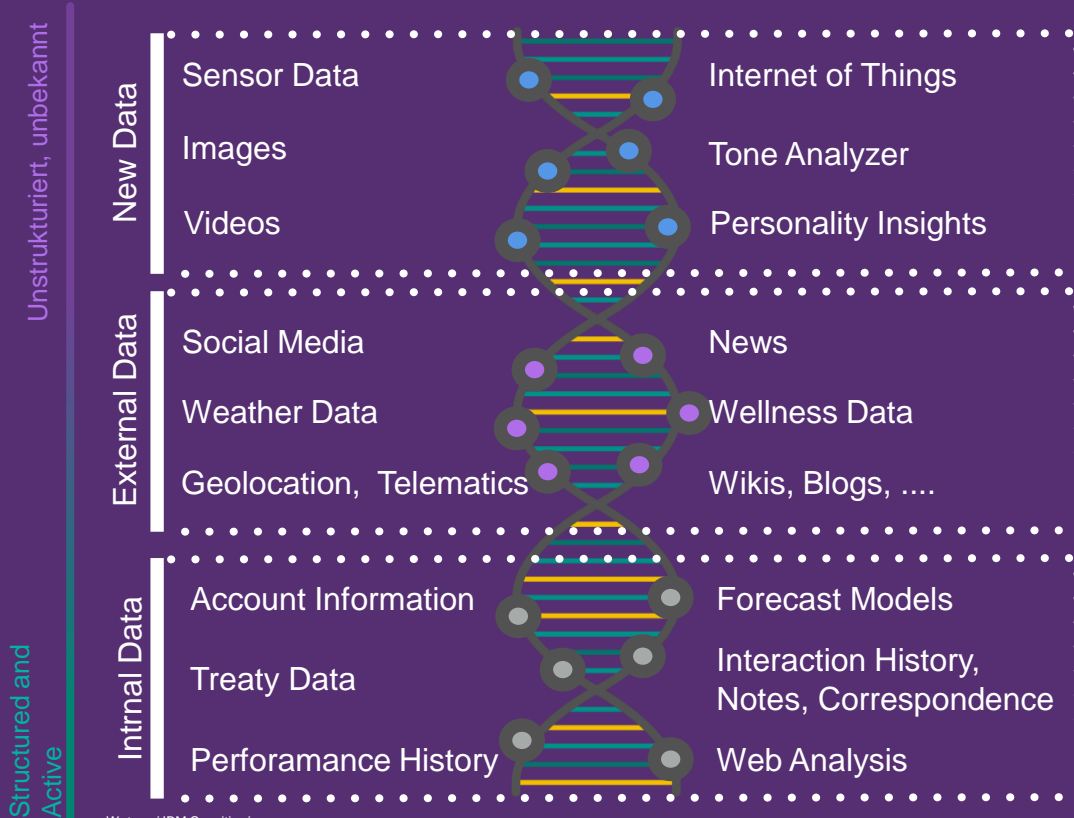 Unstrukturiert, unbekannt
New Data
Sensor Data
Internet of Things
Images
Tone Analyzer
Videos
Personality Insights
External Data
Social Media
News
Weather Data
Wellness Data
Geolocation, Telematics
Wikis, Blogs, ....
Structured and
Active
Intrnal Data
Account Information
Forecast Models
Treaty Data
Interaction History,
Notes, Correspondence
Perforamance History
Web Analysis